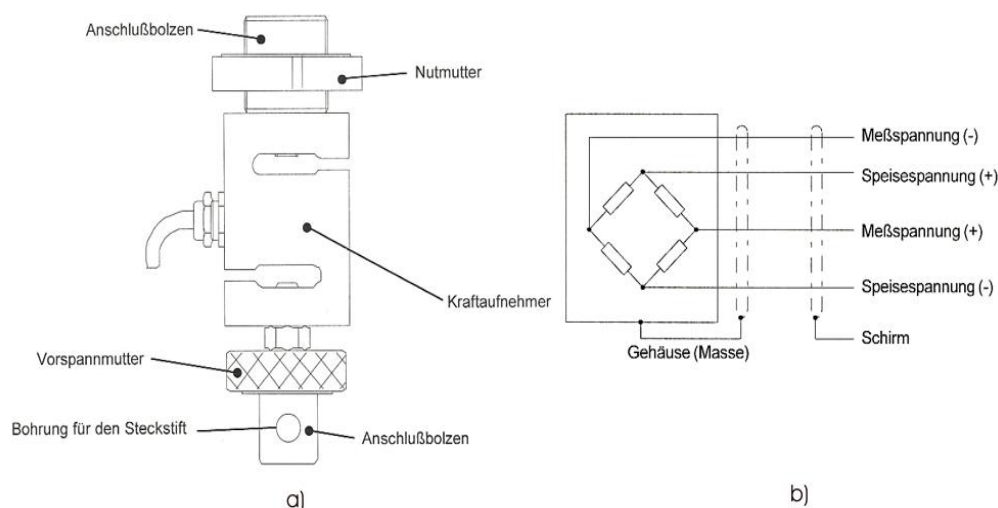 Anschlußbolzen
Nutmutter
Kraftaufnehmer
Vorspannmutter
Bohrung für den Steckstift
Anschlußbolzen
a)
Meßspannung (-)
Speisespannung (+)
Meßspannung (+)
Speisespannung (-)
Schirm
Gehäuse (Masse)
b)